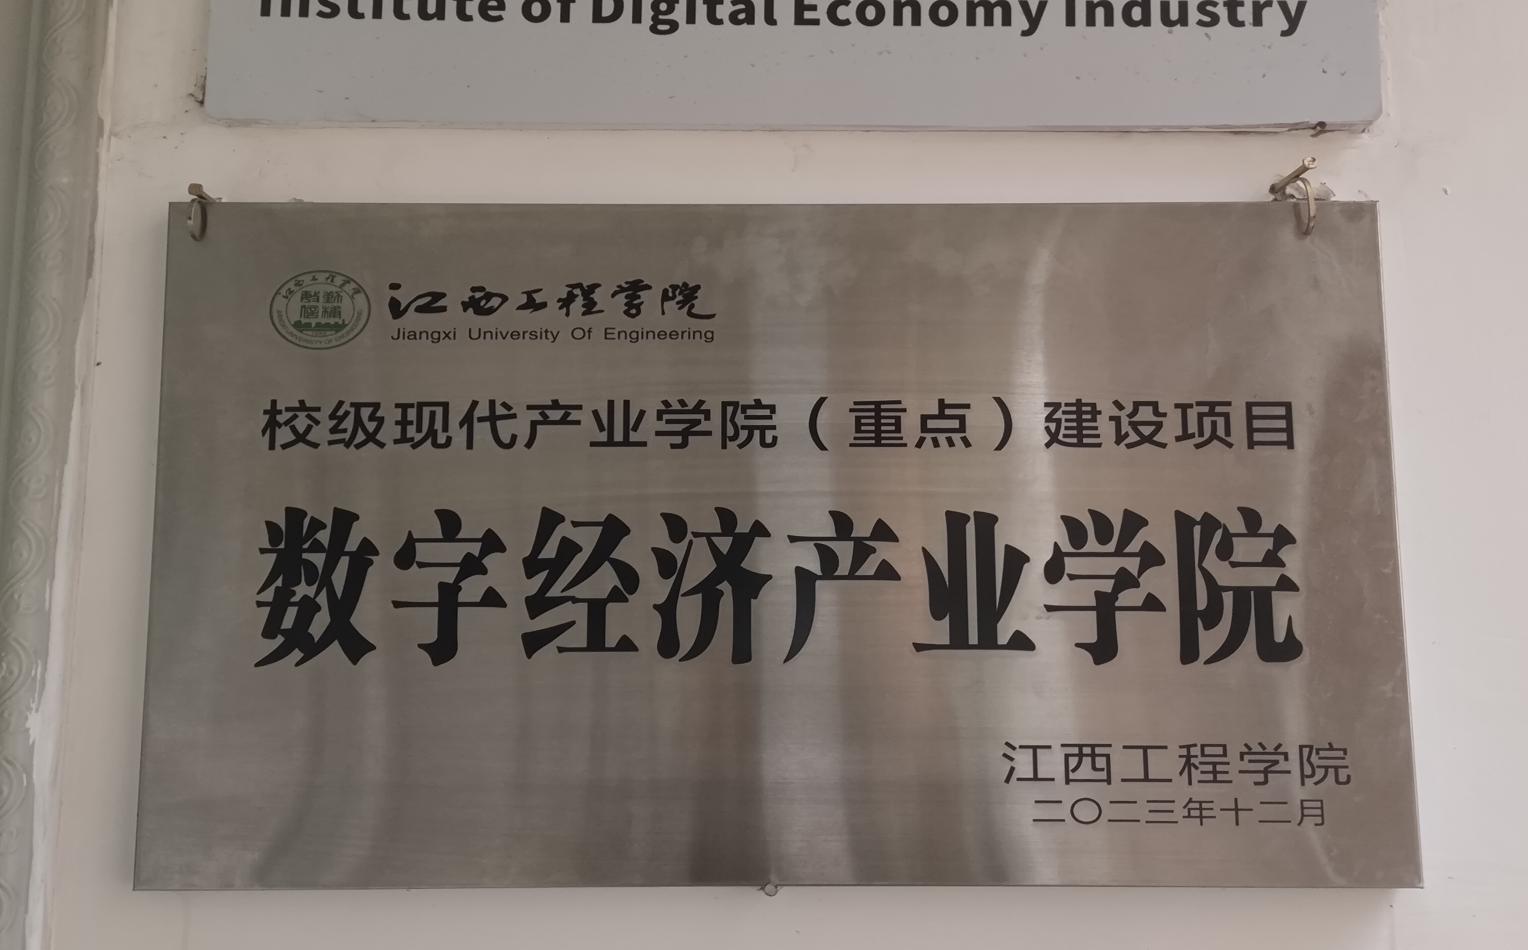 Institute of Digital Economy Industry
江西工程学院
Jiangxi University Of Engineering
校级现代产业学院（重点）建设项目
数字经济产业学院
江西工程学院
二〇二三年十二月